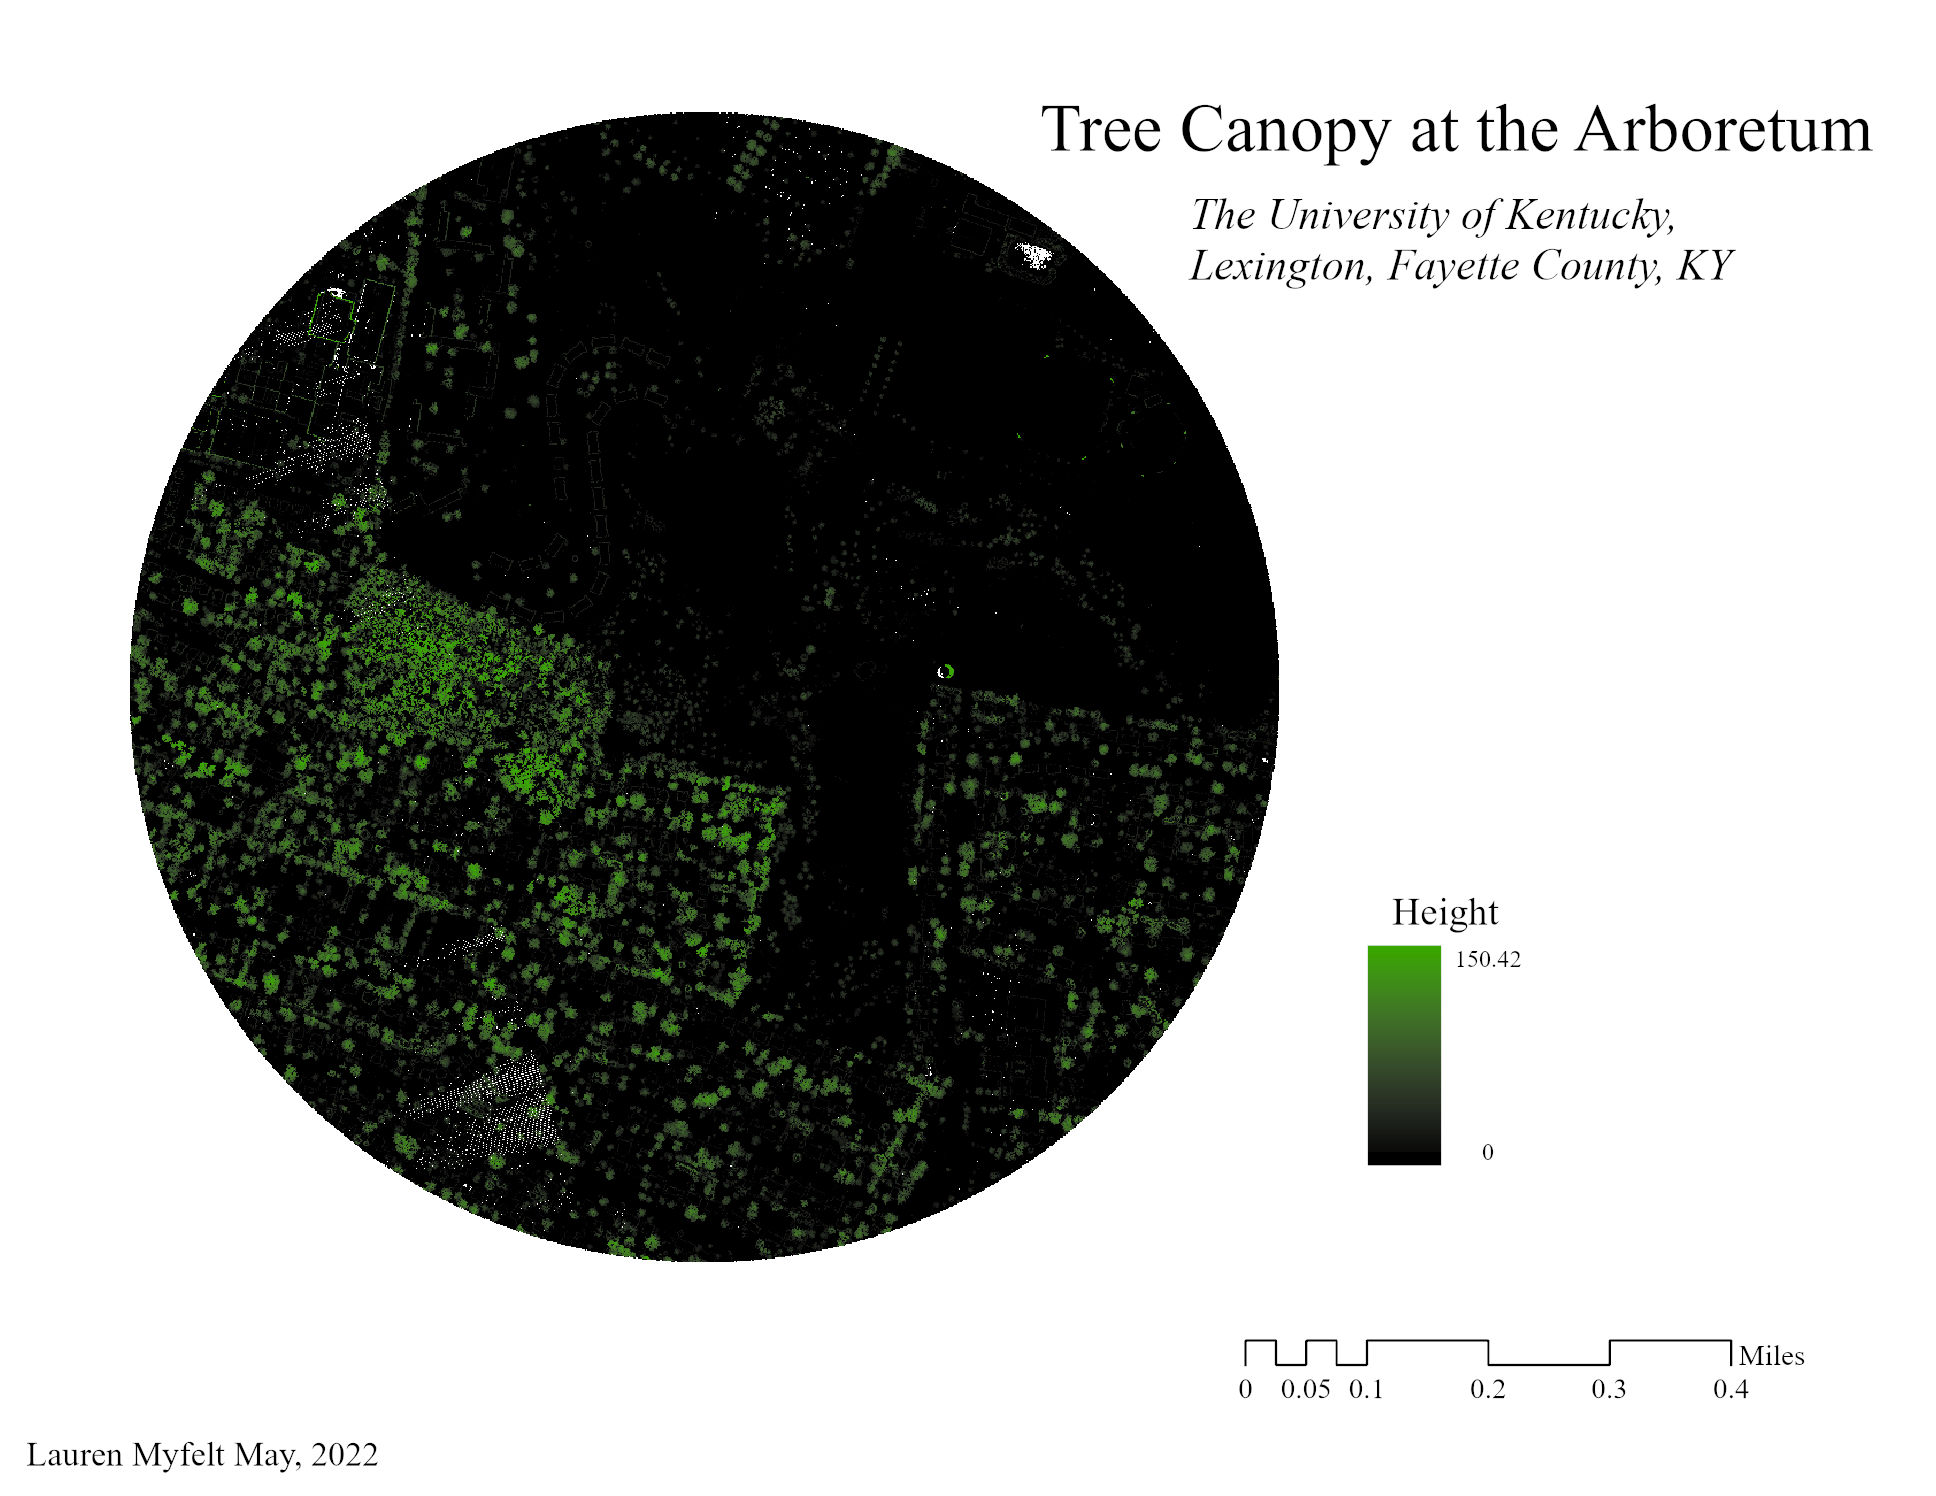 Tree Canopy at the Arboretum
The University of Kentucky,
Lexington, Fayette County, KY
Height
150.42
0
Miles
0 0.05 0.1 0.2 0.3 0.4
Lauren Myfelt May, 2022